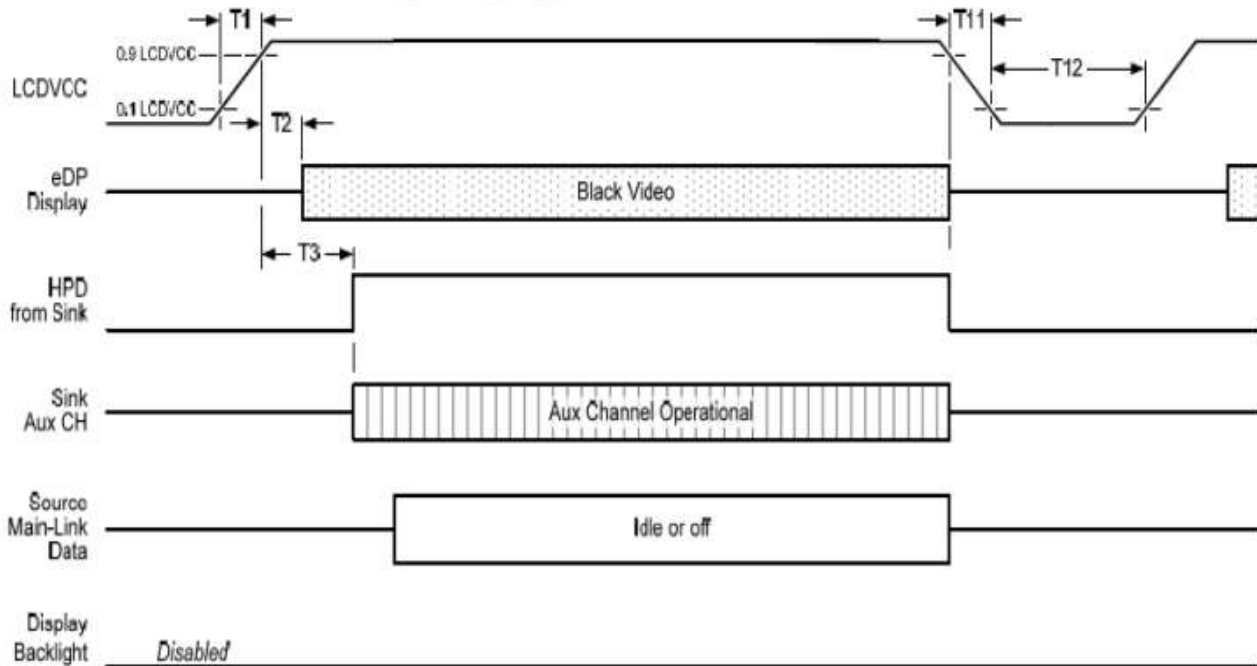 T1
T11
0.9 LCDVCC
LCDVCC
T12
0.1 LCDVCC
T2
eDP
Display
Black Video
T3
HPD
from Sink
Sink
Aux CH
Aux Channel Operational
Source
Main-Link
Data
Idle or off
Display
Backlight
Disabled